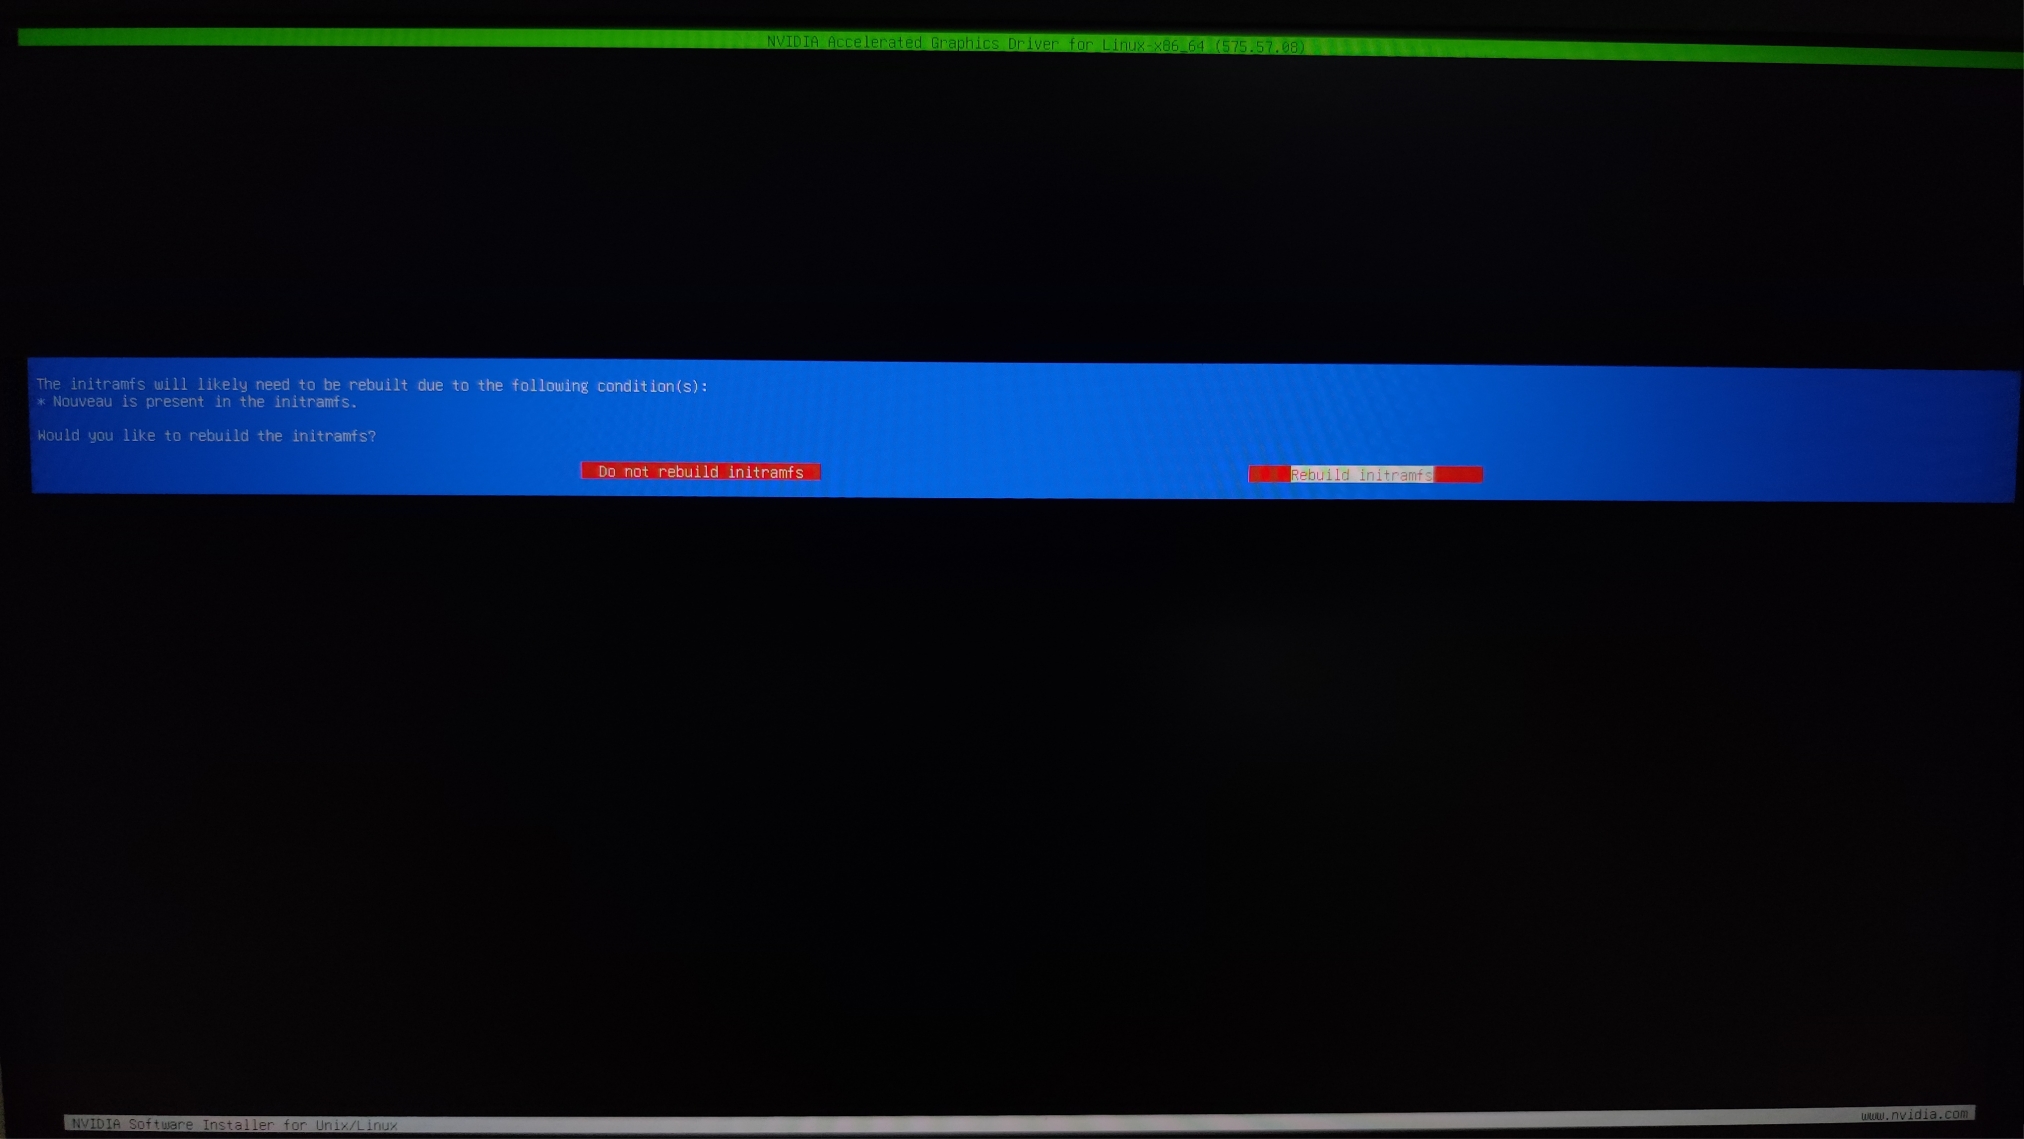 NVIDIA Accelerated Graphics Driver for Linux-x86_64 (575.57.08)
The initramfs will likely need to be rebuilt due to the following condition(s):
* Nouveau is present in the initramfs.
Would you like to rebuild the initramfs?
Do not rebuild initramfs
Rebuild initramfs
NVIDIA Software Installer for Unix/Linux
www.nvidia.com